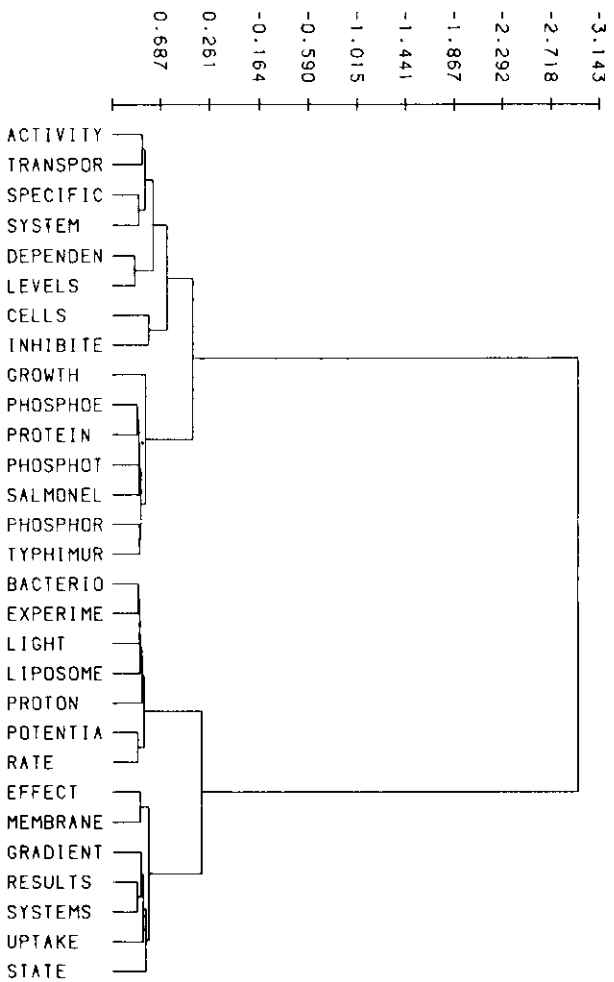 0.687
0.261
-0.164
-0.590
-1.015
-1.441
-1.867
-2.292
-2.718
-3.143
ACTIVITY
TRANSPOR
SPECIFIC
SYSTEM
DEPENDEN
LEVELS
CELLS
INHIBITE
GROWTH
PHOSPHOE
PROTEIN
PHOSPHOT
SALMONEL
PHOSPHOR
TYPHIMUR
BACTERIO
EXPERIME
LIGHT
LIPOSOME
PROTON
POTENTIA
RATE
EFFECT
MEMBRANE
GRADIENT
RESULTS
SYSTEMS
UPTAKE
STATE